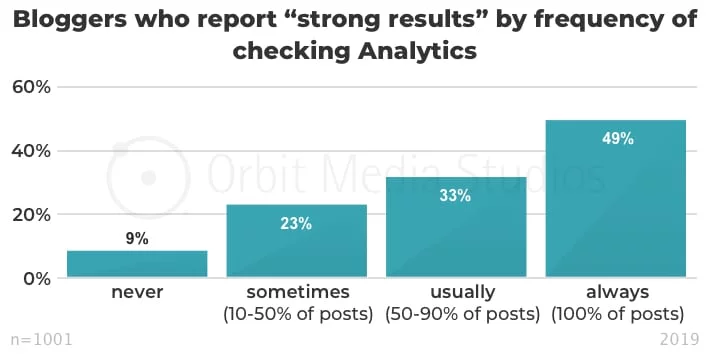 Bloggers who report “strong results” by frequency of
checking Analytics
60%
40%
20%
0%
9%
23%
33%
49%
never
sometimes
(10-50% of posts)
usually
(50-90% of posts)
always
(100% of posts)
Orbit Media Studios
n=1001
2019